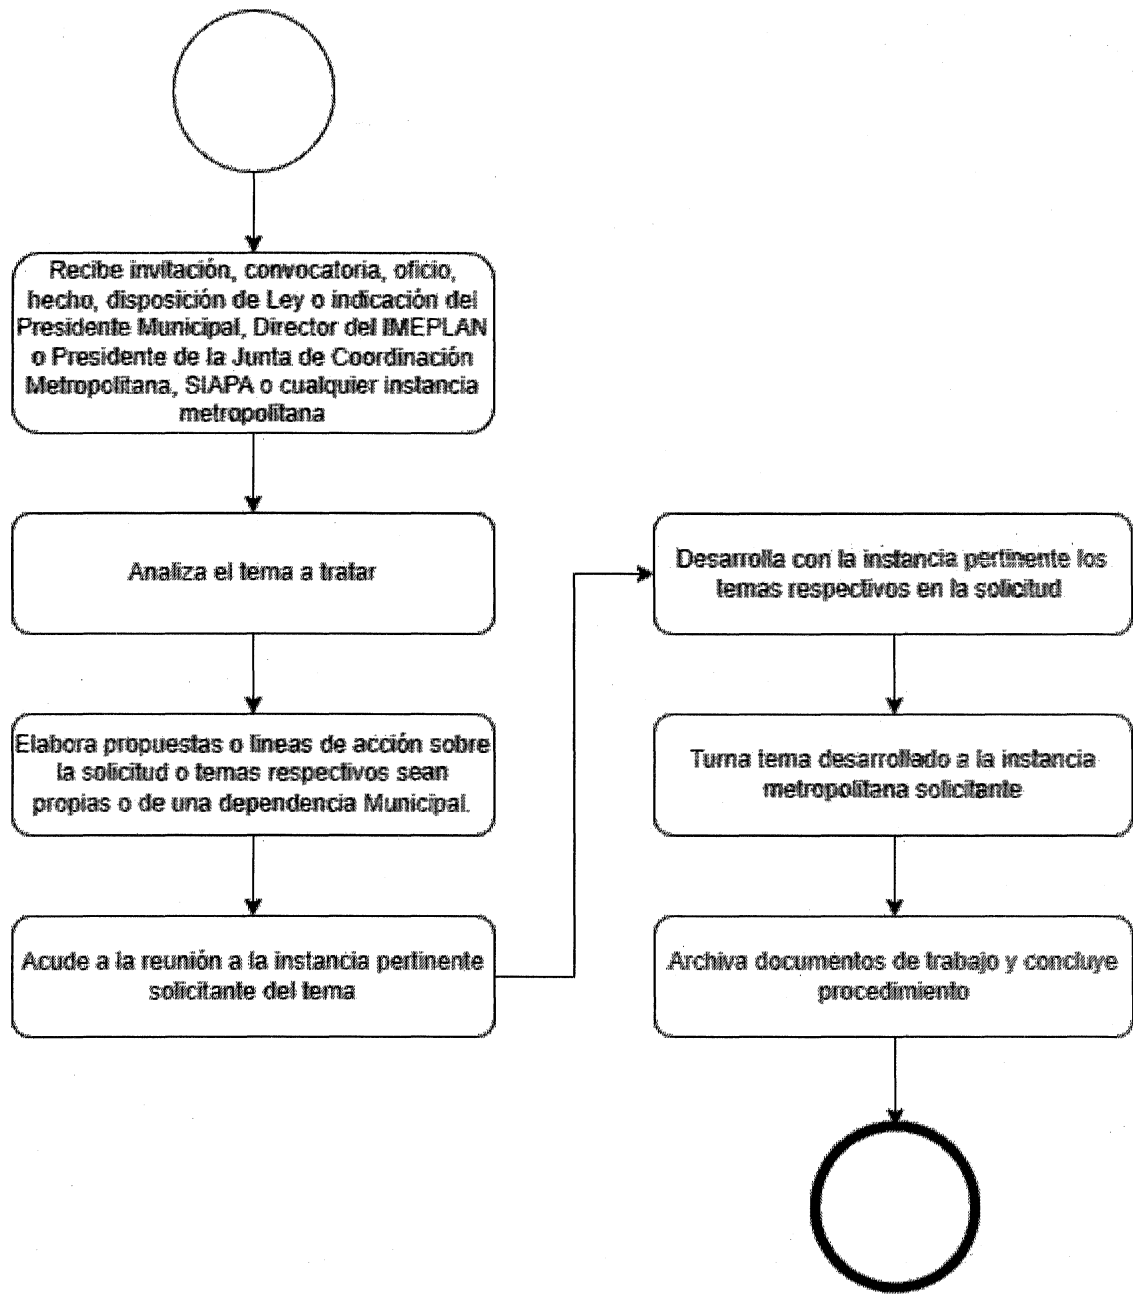 Recibe invitación, convocatoria, oficio,
hecho, disposición de Ley o indicación del
Presidente Municipal, Director del IMEPLAN
o Presidente de la Junta de Coordinación
Metropolitana, SIAPA o cualquier instancia
metropolitana
Analiza el tema a tratar
Elabora propuestas o líneas de acción sobre
la solicitud o temas respectivos sean
propias o de una dependencia Municipal.
Acude a la reunión a la instancia pertinente
solicitante del tema
Desarrolla con la instancia pertinente los
temas respectivos en la solicitud
Turna tema desarrollado a la instancia
metropolitana solicitante
Archiva documentos de trabajo y concluye
procedimiento